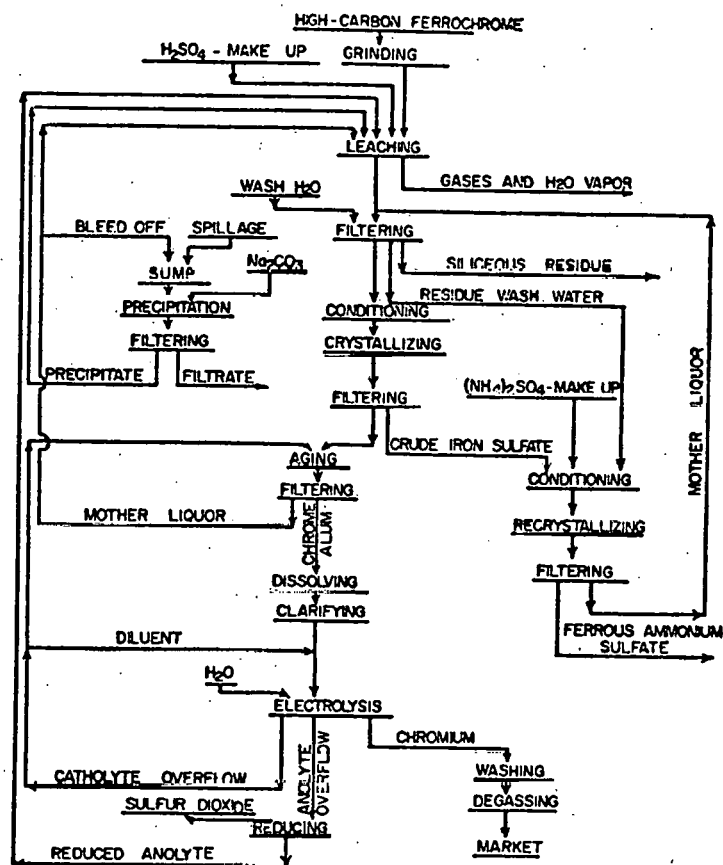 HIGH-CARBON FERROCHROME
H2SO4 - MAKE UP
GRINDING
LEACHING
GASES AND H2O VAPOR
WASH H2O
BLEED OFF
SPILLAGE
FILTERING
SILICEOUS RESIDUE
SUMP
Na2CO3
RESIDUE WASH WATER
PRECIPITATION
CONDITIONING
FILTERING
CRYSTALLIZING
PRECIPITATE
FILTRATE
(NH4)2SO4-MAKE UP
MOTHER LIQUOR
FILTERING
CRUDE IRON SULFATE
AGING
CONDITIONING
FILTERING
MOTHER LIQUOR
CHROME
ALUM
RECRYSTALLIZING
DISSOLVING
FILTERING
CLARIFYING
FERROUS AMMONIUM
SULFATE
DILUENT
H2O
ELECTROLYSIS
CHROMIUM
CATHOLYTE OVERFLOW
ANOLYTE
OVERFLOW
WASHING
SULFUR DIOXIDE
DEGASSING
REDUCING
REDUCED ANOLYTE
MARKET